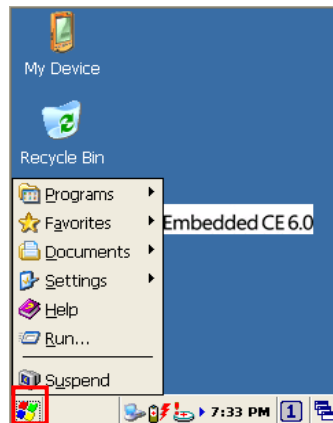 My Device
Recycle Bin
Programs
Favorites
Embedded CE 6.0
Documents
Settings
Help
Run...
Suspend
7:33 PM
1